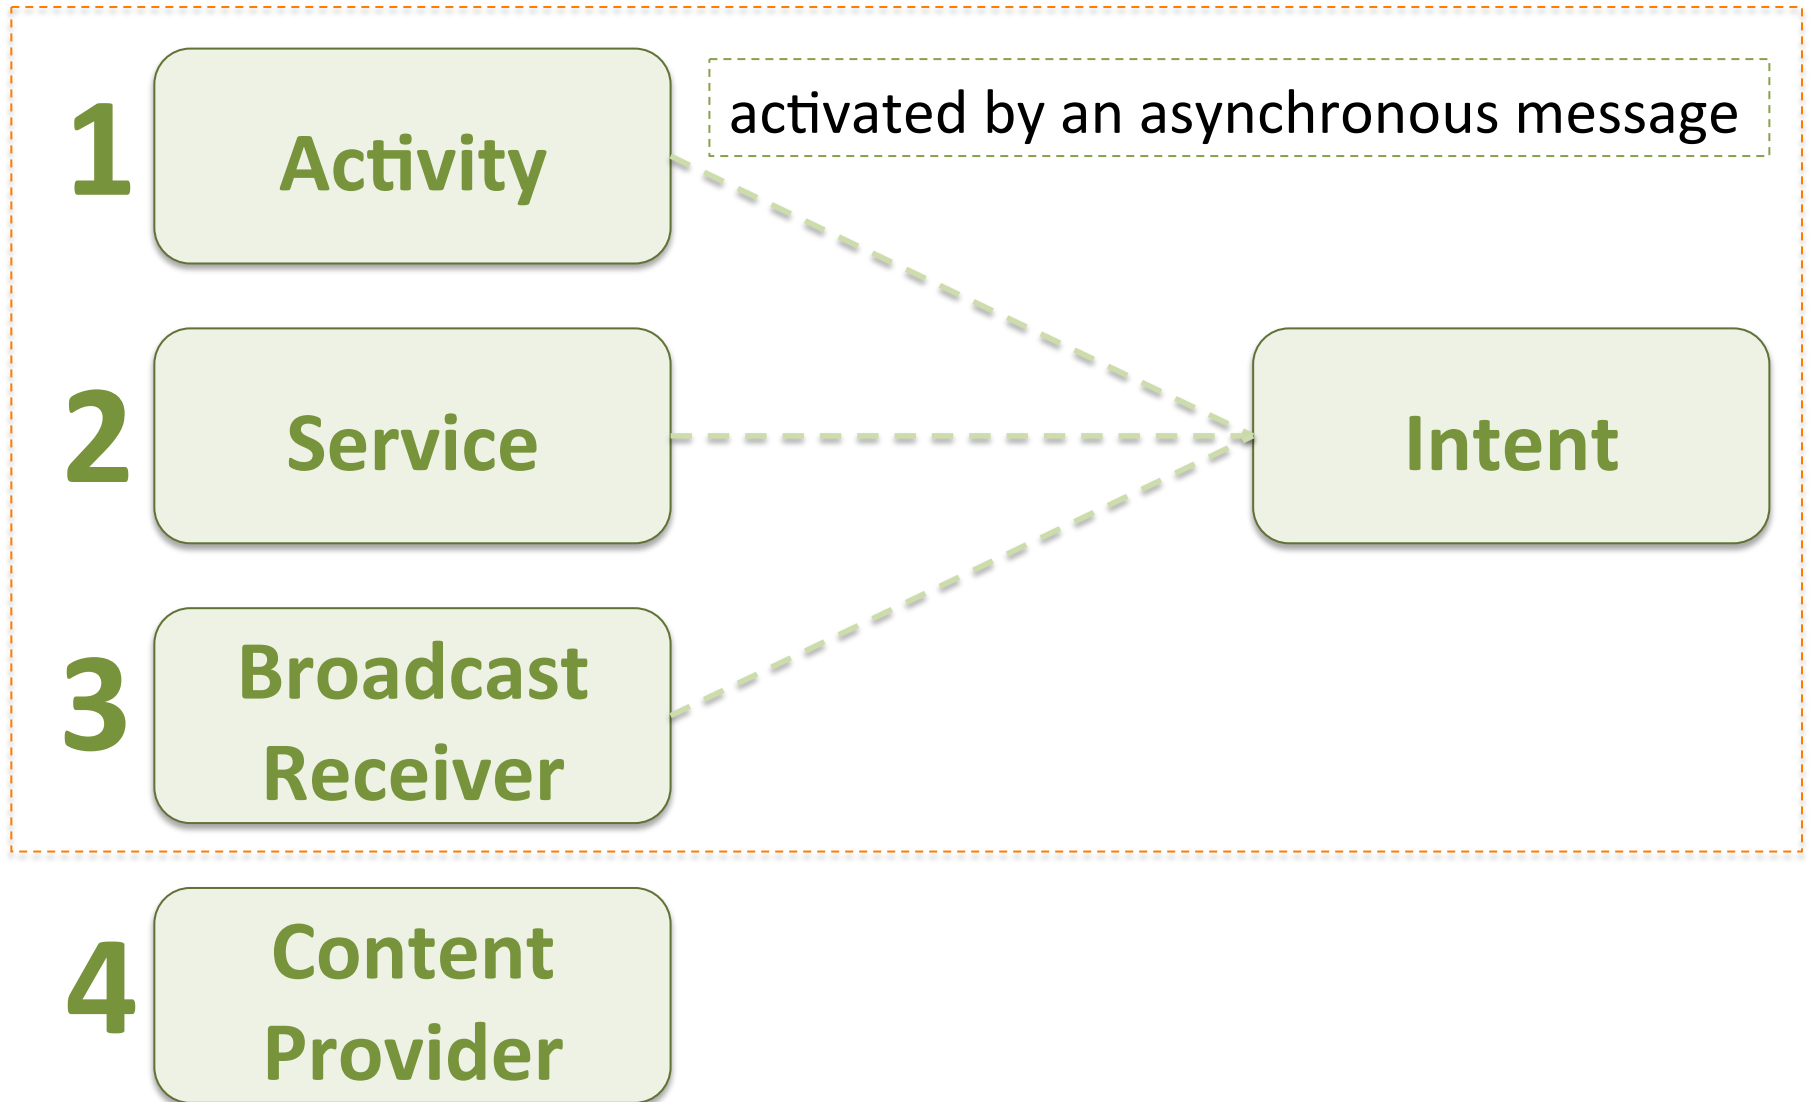 1
Activity
activated by an asynchronous message
2
Service
Intent
3
Broadcast
Receiver
4
Content
Provider